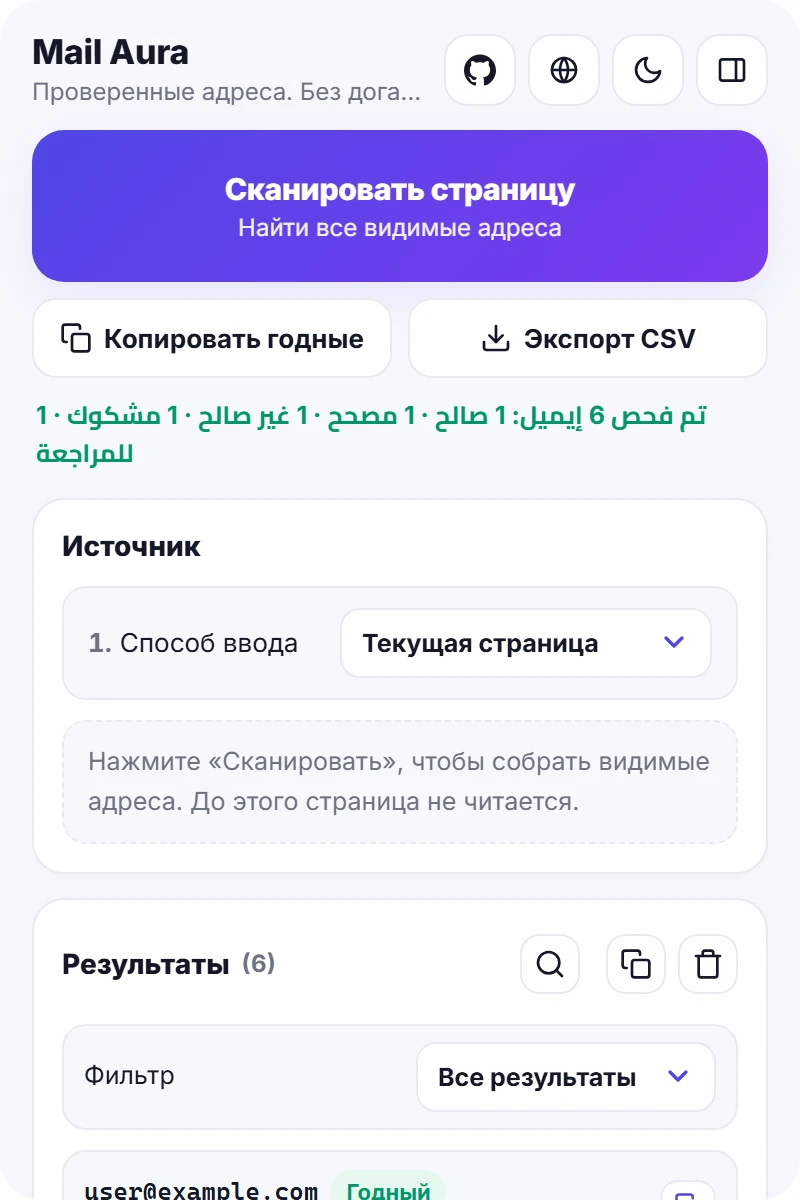 Mail Aura
Проверенные адреса. Без дога...
Сканировать страницу
Найти все видимые адреса
Копировать годные
Экспорт CSV
تم فحص 6 إيميل: 1 صالح · 1 مصحح · 1 غير صالح · 1 مشكوك · 1
للمراجعة
Источник
1. Способ ввода
Текущая страница
Нажмите «Сканировать», чтобы собрать видимые
адреса. До этого страница не читается.
Результаты (6)
Фильтр
Все результаты
user@example.com Годный